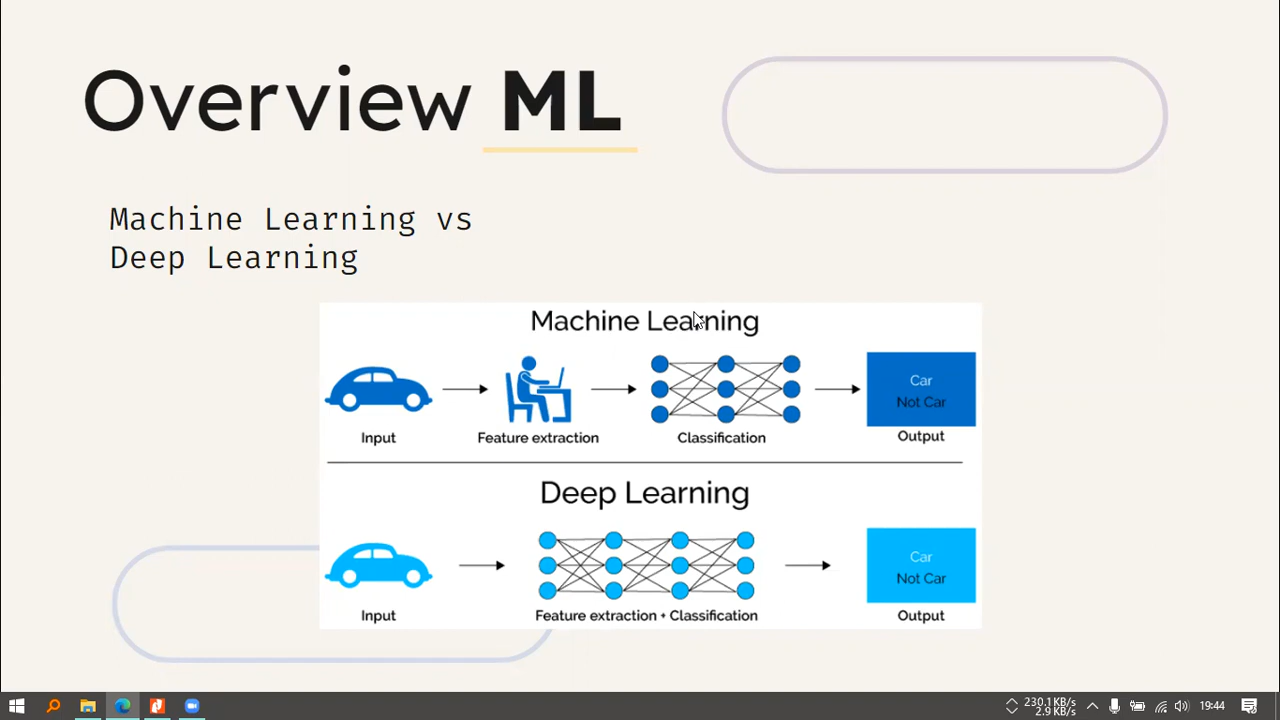 Overview ML
Machine Learning vs
Deep Learning
Machine Learning
Input
Feature extraction
Classification
Car
Not Car
Output
Deep Learning
Input
Feature extraction + Classification
Car
Not Car
Output
230.1 KB/s
2.9 KB/s
19:44